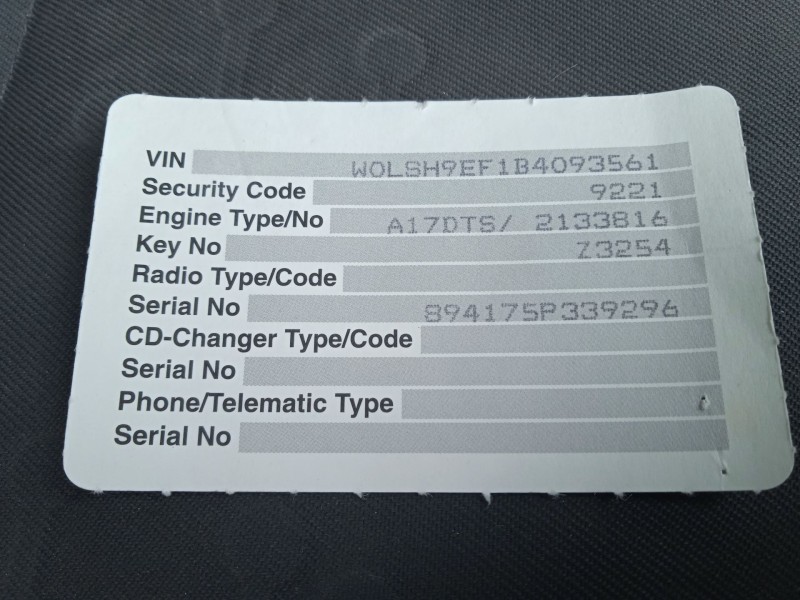 VIN W0LSH9EF1B4093561
Security Code 9221
Engine Type/No A17DTS/ 2133816
Key No Z3254
Radio Type/Code
Serial No 894175P339296
CD-Changer Type/Code
Serial No
Phone/Telematic Type
Serial No